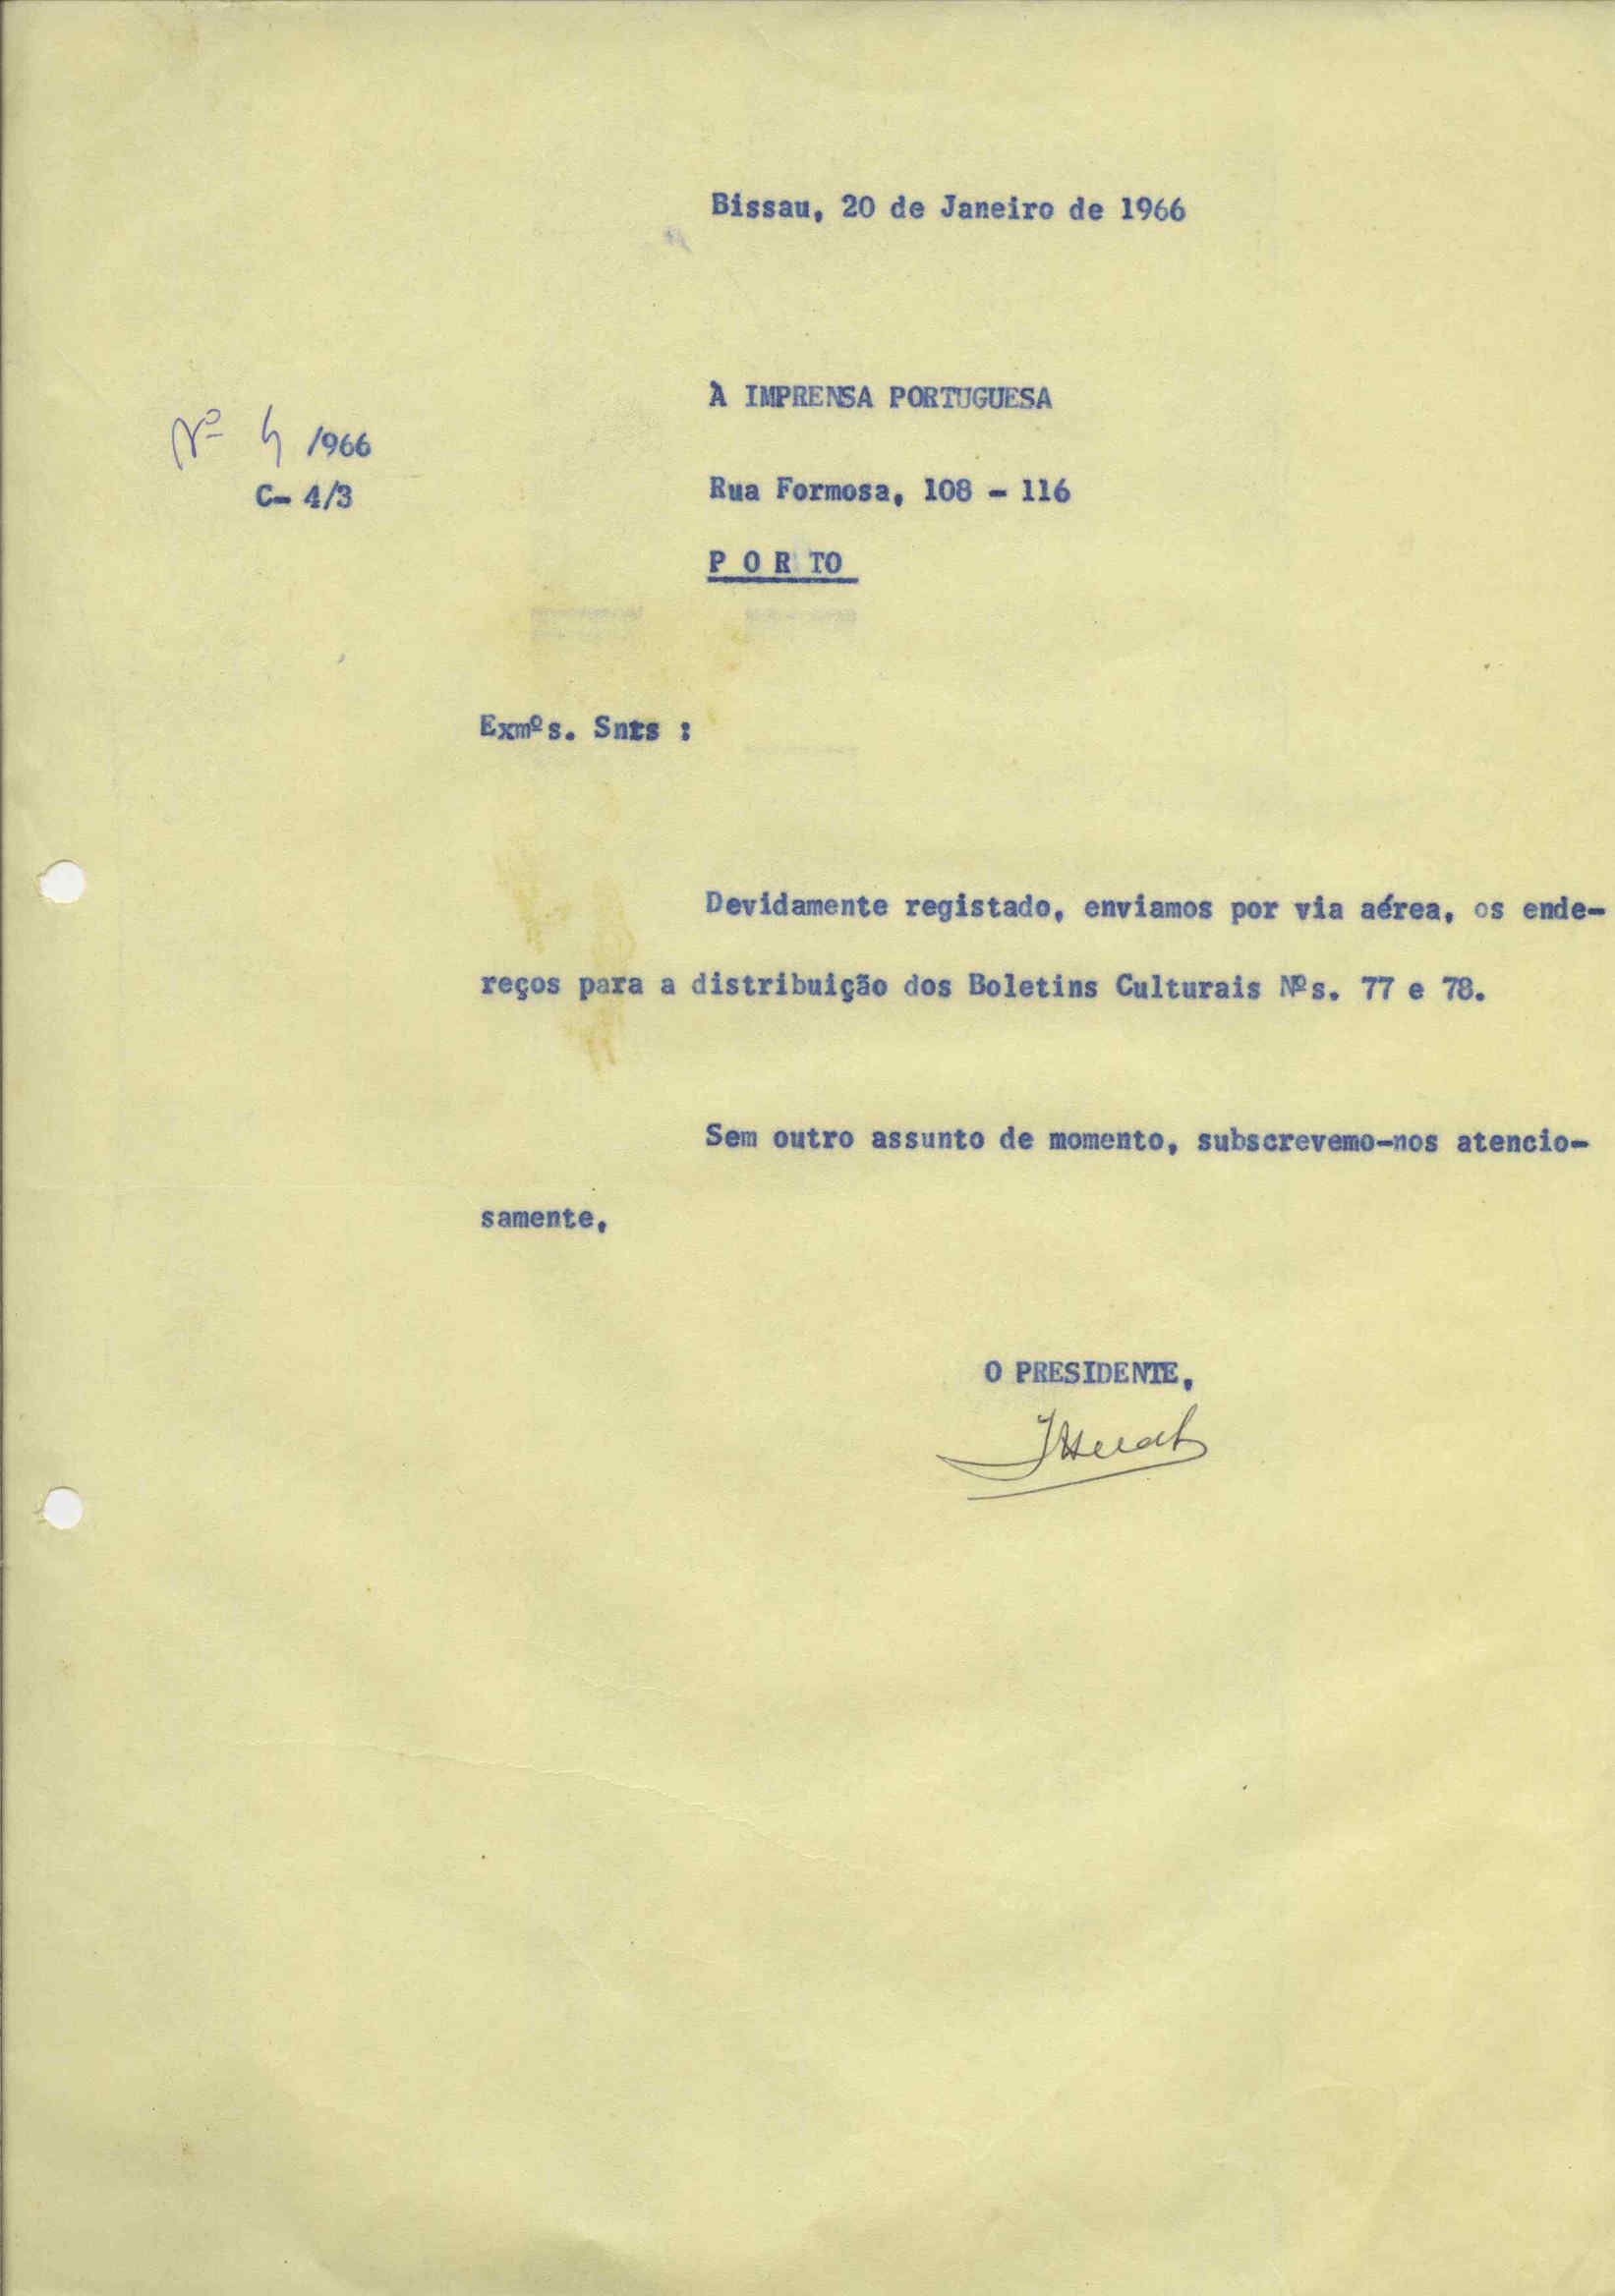 Bissau, 20 de Janeiro de 1966
À IMPRENSA PORTUGUESA
Nº 4 /966
C- 4/3
Rua Formosa, 108 - 116
P O R TO
Exmºs. Snrs :
Devidamente registado, enviamos por via aérea, os ende-
reços para a distribuição dos Boletins Culturais Nºs. 77 e 78.
Sem outro assunto de momento, subscrevemo-nos atencio-
samente,
O PRESIDENTE,